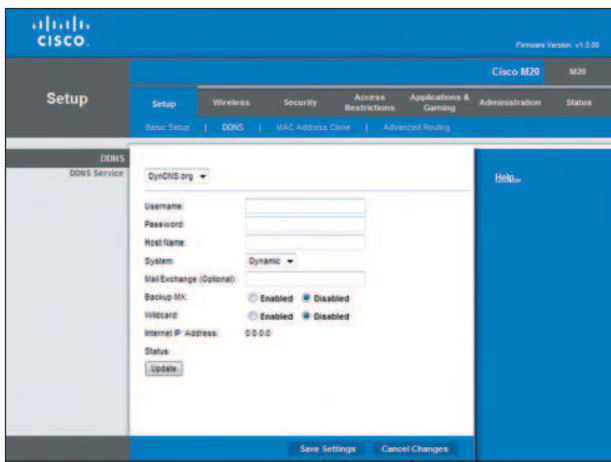 CISCO.
Firmware Version: v1.0.00
Cisco M20 M20
Setup
Setup Wireless Security Access Restrictions Applications & Gaming Administration Status
Basic Setup | DDNS | MAC Address Clone | Advanced Routing
DDNS
DDNS Service
DynDNS.org
Help...
Username:
Password:
Host Name:
System: Dynamic
Mail Exchange (Optional):
Backup MX: Enabled Disabled
Wildcard: Enabled Disabled
Internet IP Address: 0.0.0.0
Status:
Update
Save Settings Cancel Changes